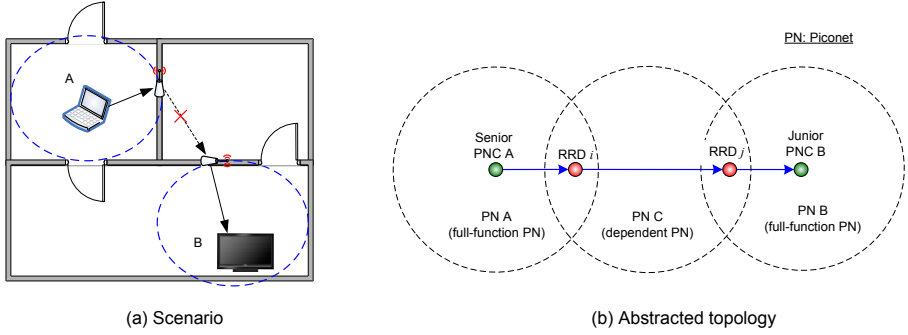 A
B
(a) Scenario
PN: Piconet
Senior
PNC A
RRD i
RRD j
Junior
PNC B
PN A
(full-function PN)
PN C
(dependent PN)
PN B
(full-function PN)
(b) Abstracted topology